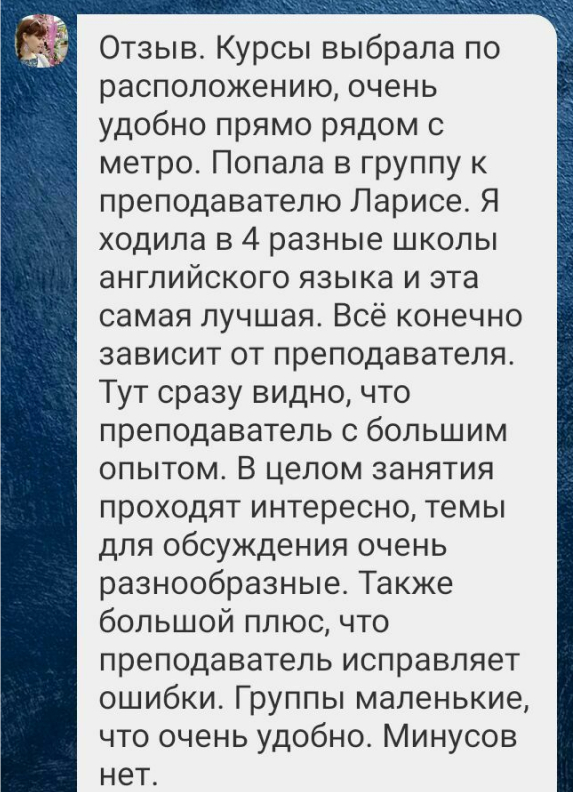 Отзыв. Курсы выбрала по
расположению, очень
удобно прямо рядом с
метро. Попала в группу к
преподавателю Ларисе. Я
ходила в 4 разные школы
английского языка и эта
самая лучшая. Всё конечно
зависит от преподавателя.
Тут сразу видно, что
преподаватель с большим
опытом. В целом занятия
проходят интересно, темы
для обсуждения очень
разнообразные. Также
большой плюс, что
преподаватель исправляет
ошибки. Группы маленькие,
что очень удобно. Минусов
нет.